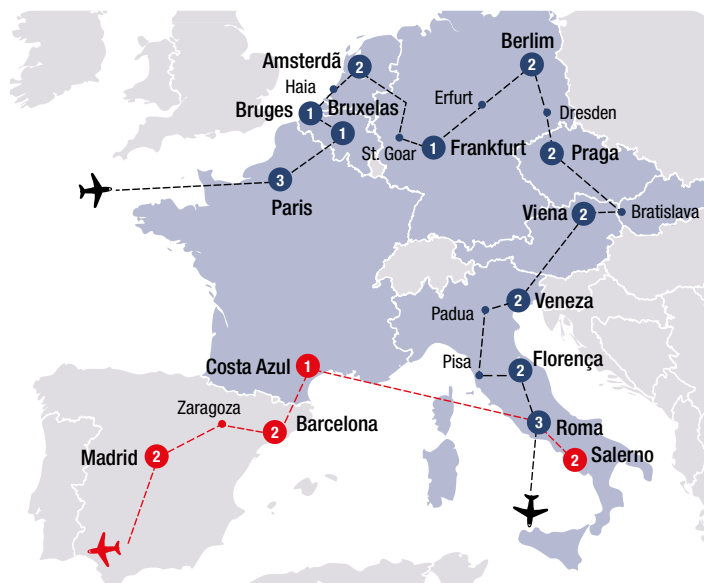 Berlim
2
Amsterdã
2
Haia
Erfurt
Bruges
1
Bruxelas
1
Dresden
St. Goar
1
Frankfurt
2
Praga
3
Paris
Viena
2
Bratislava
2
Veneza
Padua
Costa Azul
1
Pisa
2
Florença
Zaragoza
2
Barcelona
3
Roma
Madrid
2
2
Salerno